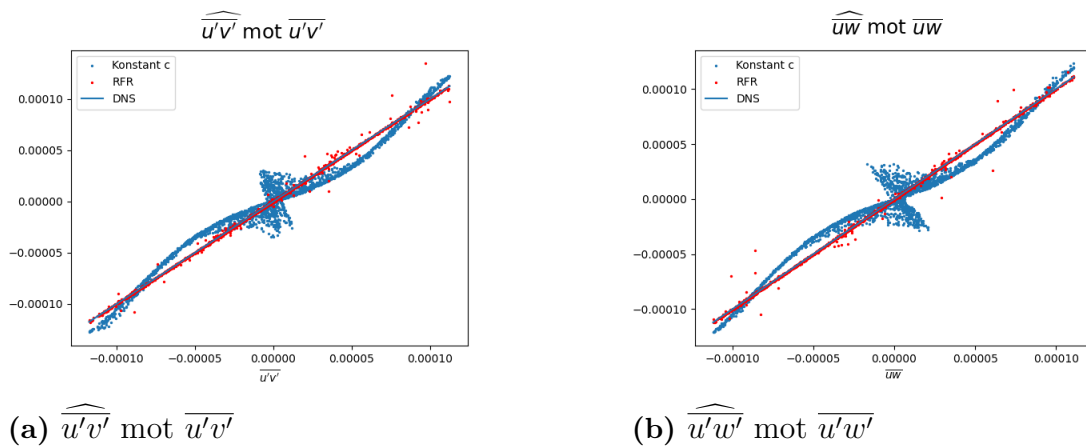 $\widehat{\overline{u'v'}}$ mot $\overline{u'v'}$
Konstant c
RFR
DNS
0.00010
0.00005
0.00000
−0.00005
−0.00010
−0.00010 −0.00005 0.00000 0.00005 0.00010
$\overline{u'v'}$
(a) $\widehat{\overline{u'v'}}$ mot $\overline{u'v'}$
$\widehat{\overline{uw}}$ mot $\overline{uw}$
Konstant c
RFR
DNS
0.00010
0.00005
0.00000
−0.00005
−0.00010
−0.00010 −0.00005 0.00000 0.00005 0.00010
$\overline{uw}$
(b) $\widehat{\overline{u'w'}}$ mot $\overline{u'w'}$